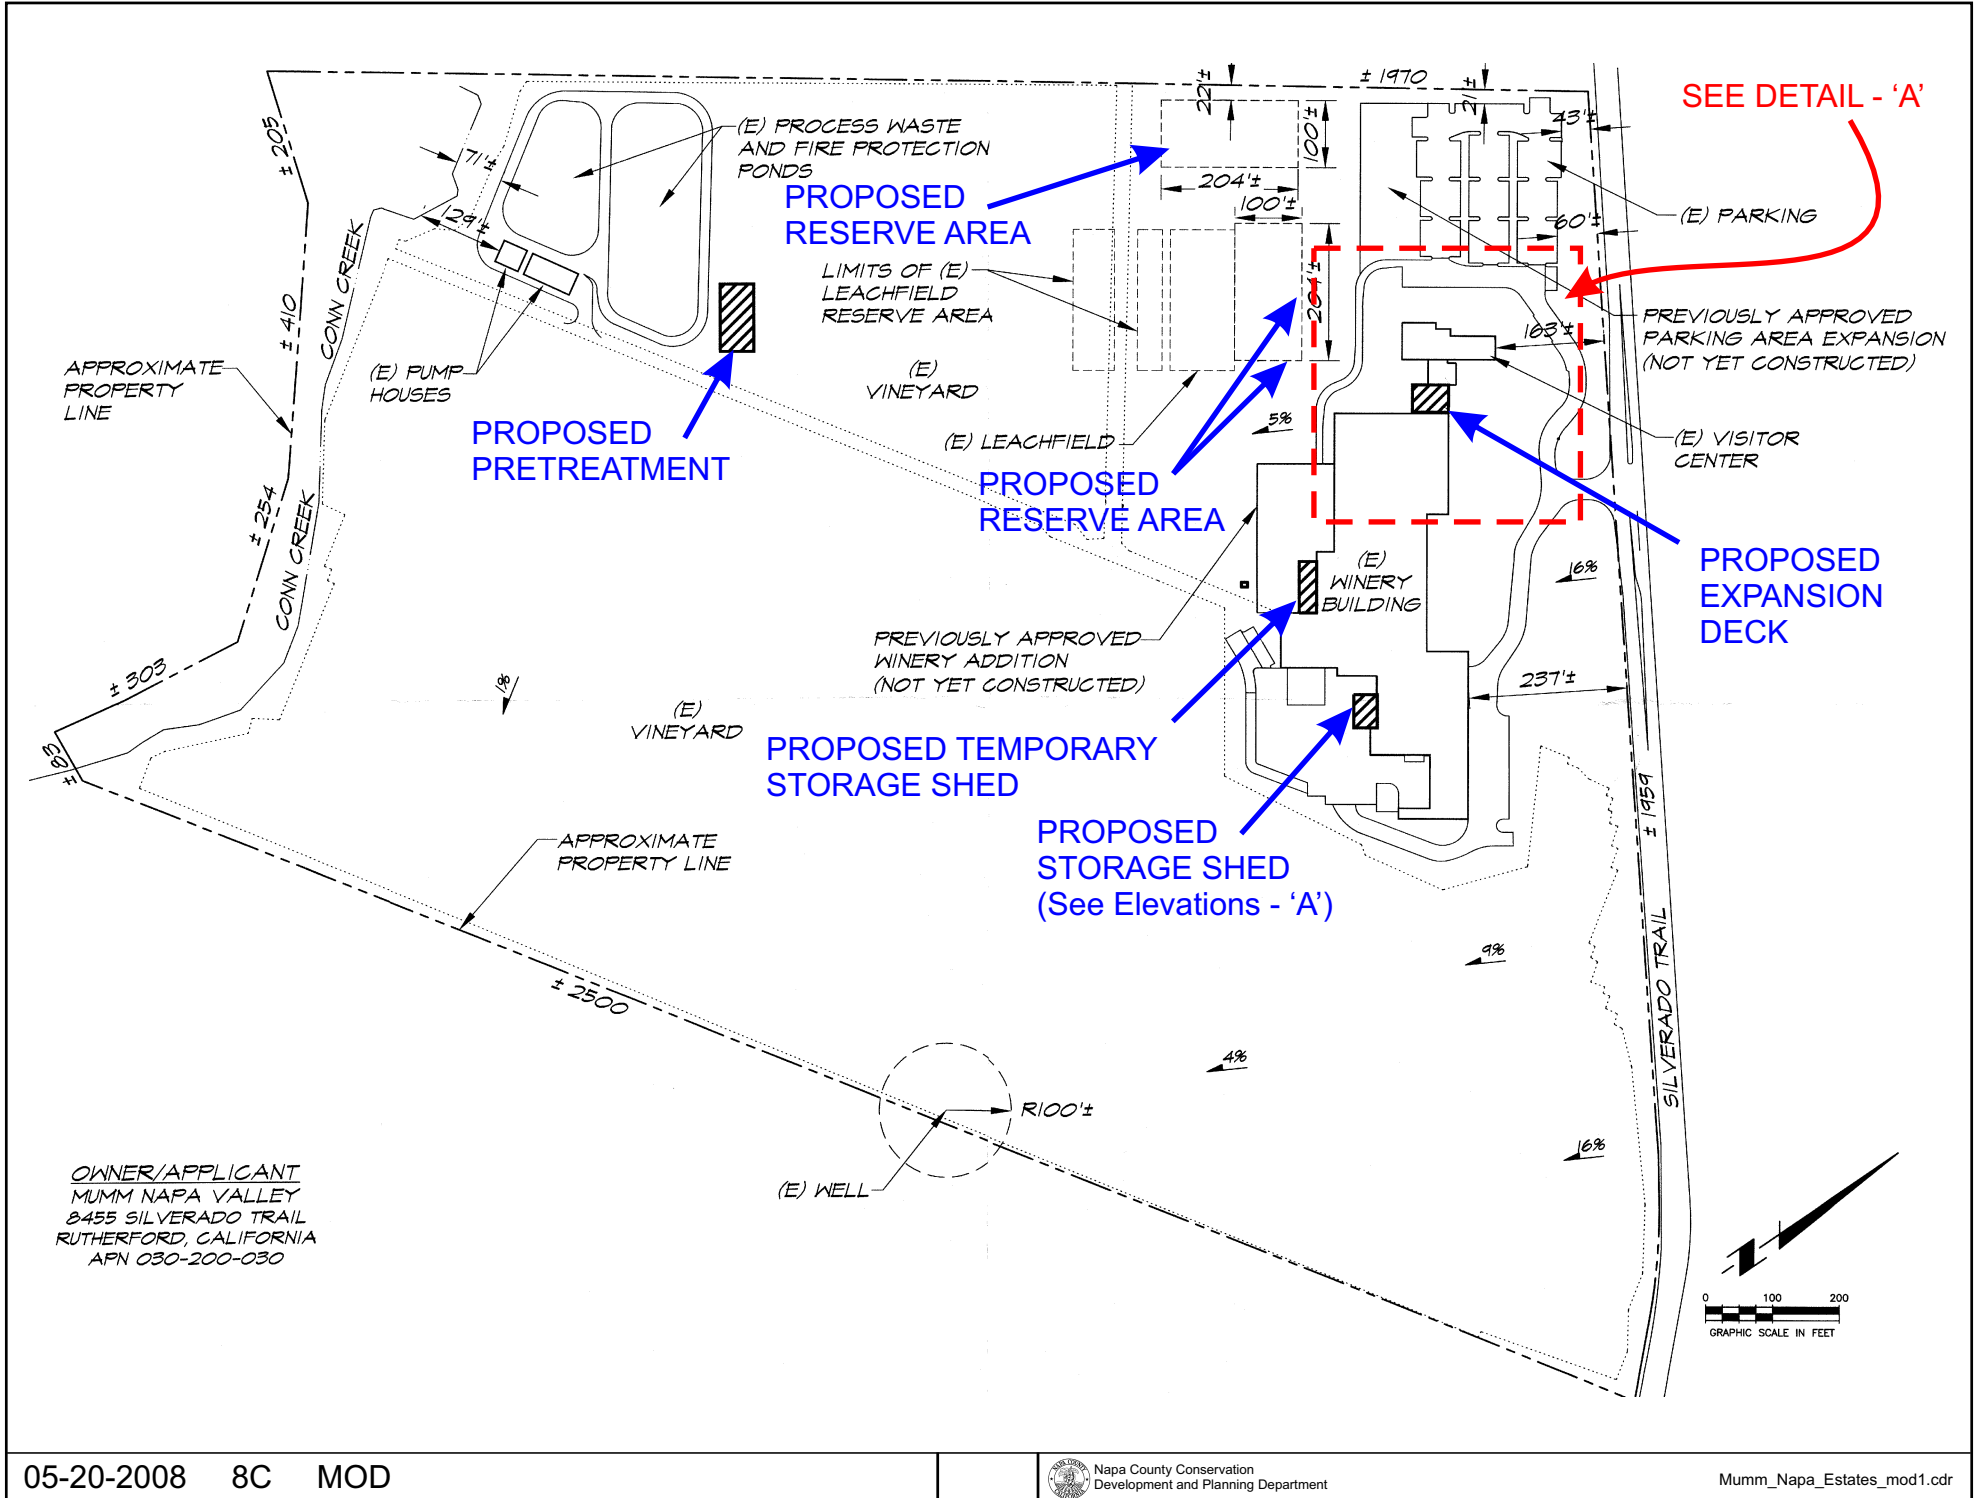 ± 1970
22'±
21'±
SEE DETAIL - ‘A’
± 205
71'±
(E) PROCESS WASTE
AND FIRE PROTECTION
PONDS
100'±
43'±
PROPOSED
RESERVE AREA
204'±
100'±
129'±
(E) PARKING
60'±
CONN CREEK
LIMITS OF (E)
LEACHFIELD
RESERVE AREA
204'±
± 410
163'±
PREVIOUSLY APPROVED
PARKING AREA EXPANSION
(NOT YET CONSTRUCTED)
APPROXIMATE
PROPERTY
LINE
(E) PUMP
HOUSES
(E)
VINEYARD
5%
(E) LEACHFIELD
(E) VISITOR
CENTER
PROPOSED
PRETREATMENT
PROPOSED
RESERVE AREA
± 254
CONN CREEK
(E)
WINERY
BUILDING
16%
PROPOSED
EXPANSION
DECK
PREVIOUSLY APPROVED
WINERY ADDITION
(NOT YET CONSTRUCTED)
± 303
1%
237'±
(E)
VINEYARD
± 83
PROPOSED TEMPORARY
STORAGE SHED
± 1959
PROPOSED
STORAGE SHED
(See Elevations - ‘A’)
APPROXIMATE
PROPERTY LINE
9%
SILVERADO TRAIL
± 2500
4%
R100'±
16%
(E) WELL
OWNER/APPLICANT
MUMM NAPA VALLEY
8455 SILVERADO TRAIL
RUTHERFORD, CALIFORNIA
APN 030-200-030
0 100 200
GRAPHIC SCALE IN FEET
05-20-2008 8C MOD
Napa County Conservation
Development and Planning Department
Mumm_Napa_Estates_mod1.cdr